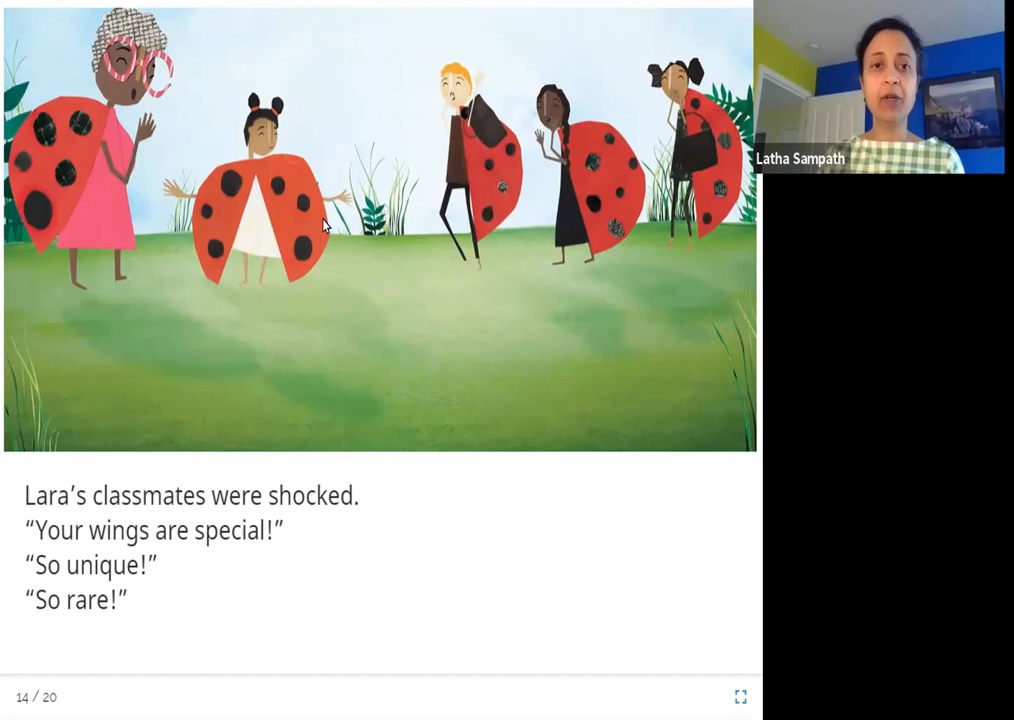 Latha Sampath
Lara’s classmates were shocked.
“Your wings are special!”
“So unique!”
“So rare!”
14 / 20